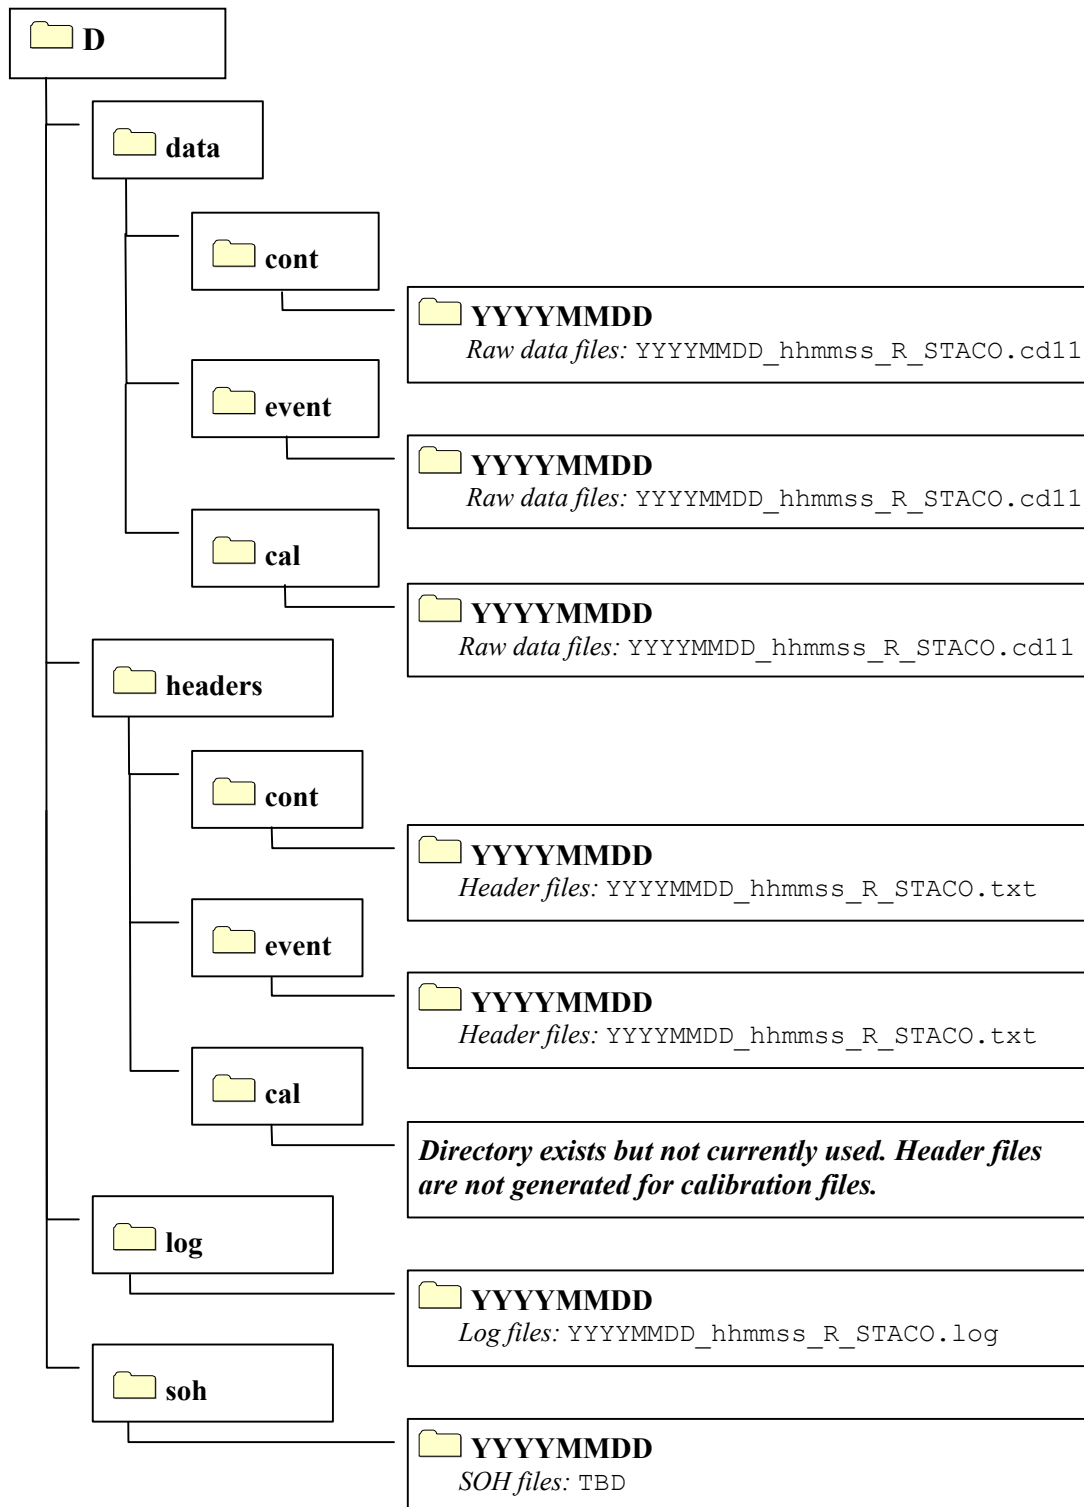 D
data
cont
YYYYMMDD
Raw data files: YYYYMMDD_hhmmss_R_STACO.cd11
event
YYYYMMDD
Raw data files: YYYYMMDD_hhmmss_R_STACO.cd11
cal
YYYYMMDD
Raw data files: YYYYMMDD_hhmmss_R_STACO.cd11
headers
cont
YYYYMMDD
Header files: YYYYMMDD_hhmmss_R_STACO.txt
event
YYYYMMDD
Header files: YYYYMMDD_hhmmss_R_STACO.txt
cal
Directory exists but not currently used. Header files
are not generated for calibration files.
log
YYYYMMDD
Log files: YYYYMMDD_hhmmss_R_STACO.log
soh
YYYYMMDD
SOH files: TBD